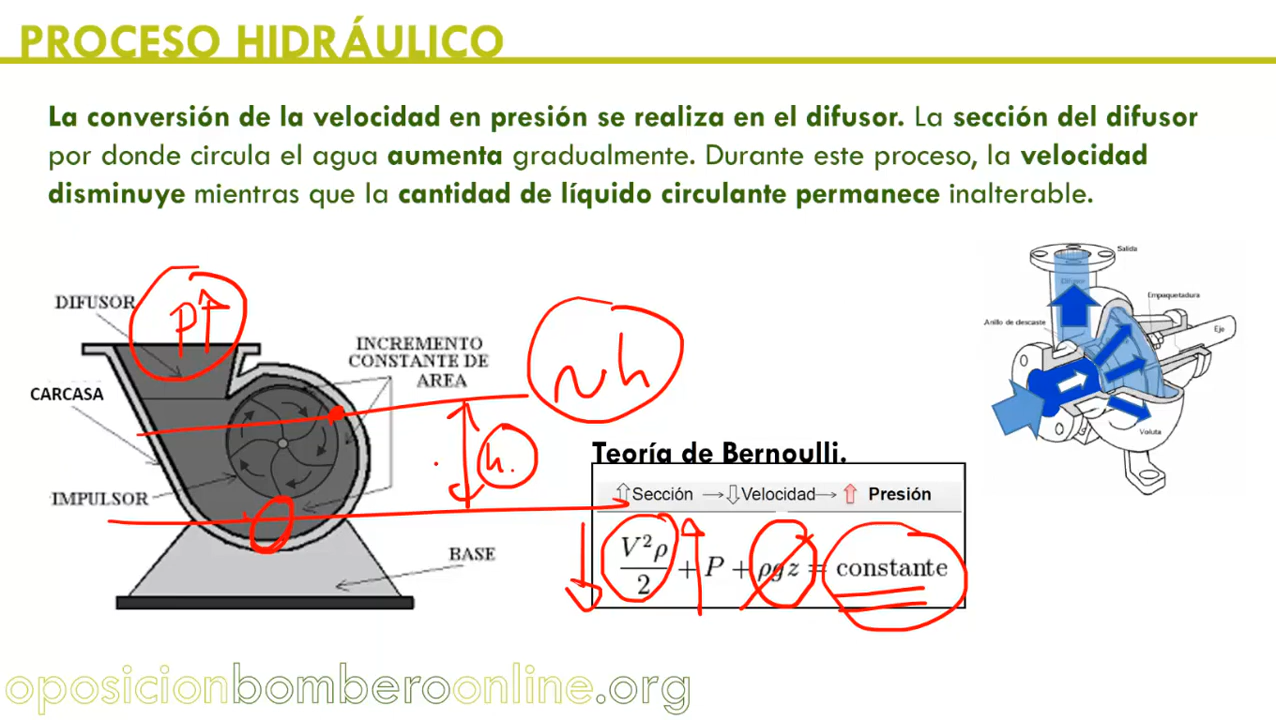 PROCESO HIDRÁULICO
La conversión de la velocidad en presión se realiza en el difusor. La sección del difusor
por donde circula el agua aumenta gradualmente. Durante este proceso, la velocidad
disminuye mientras que la cantidad de líquido circulante permanece inalterable.
DIFUSOR
P↑
INCREMENTO
CONSTANTE DE
AREA
CARCASA
IMPULSOR
BASE
h.
Teoría de Bernoulli.
⇧Sección →⇩Velocidad→ ⇧ Presión
V²ρ/2 + P + ρgz = constante
Salida
Difusor
Empaquetadura
Anillo de descaste
Eje
Voluta
oposicionbomberoonline.org